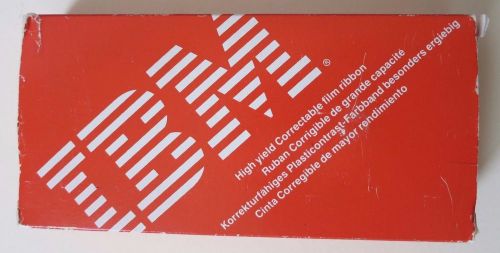 IBM®
High yield Correctable film ribbon
Ruban Corrigible de grande capacité
Korrekturfähiges Plasticontrast-Farbband besonders ergiebig
Cinta Corregible de mayor rendimiento